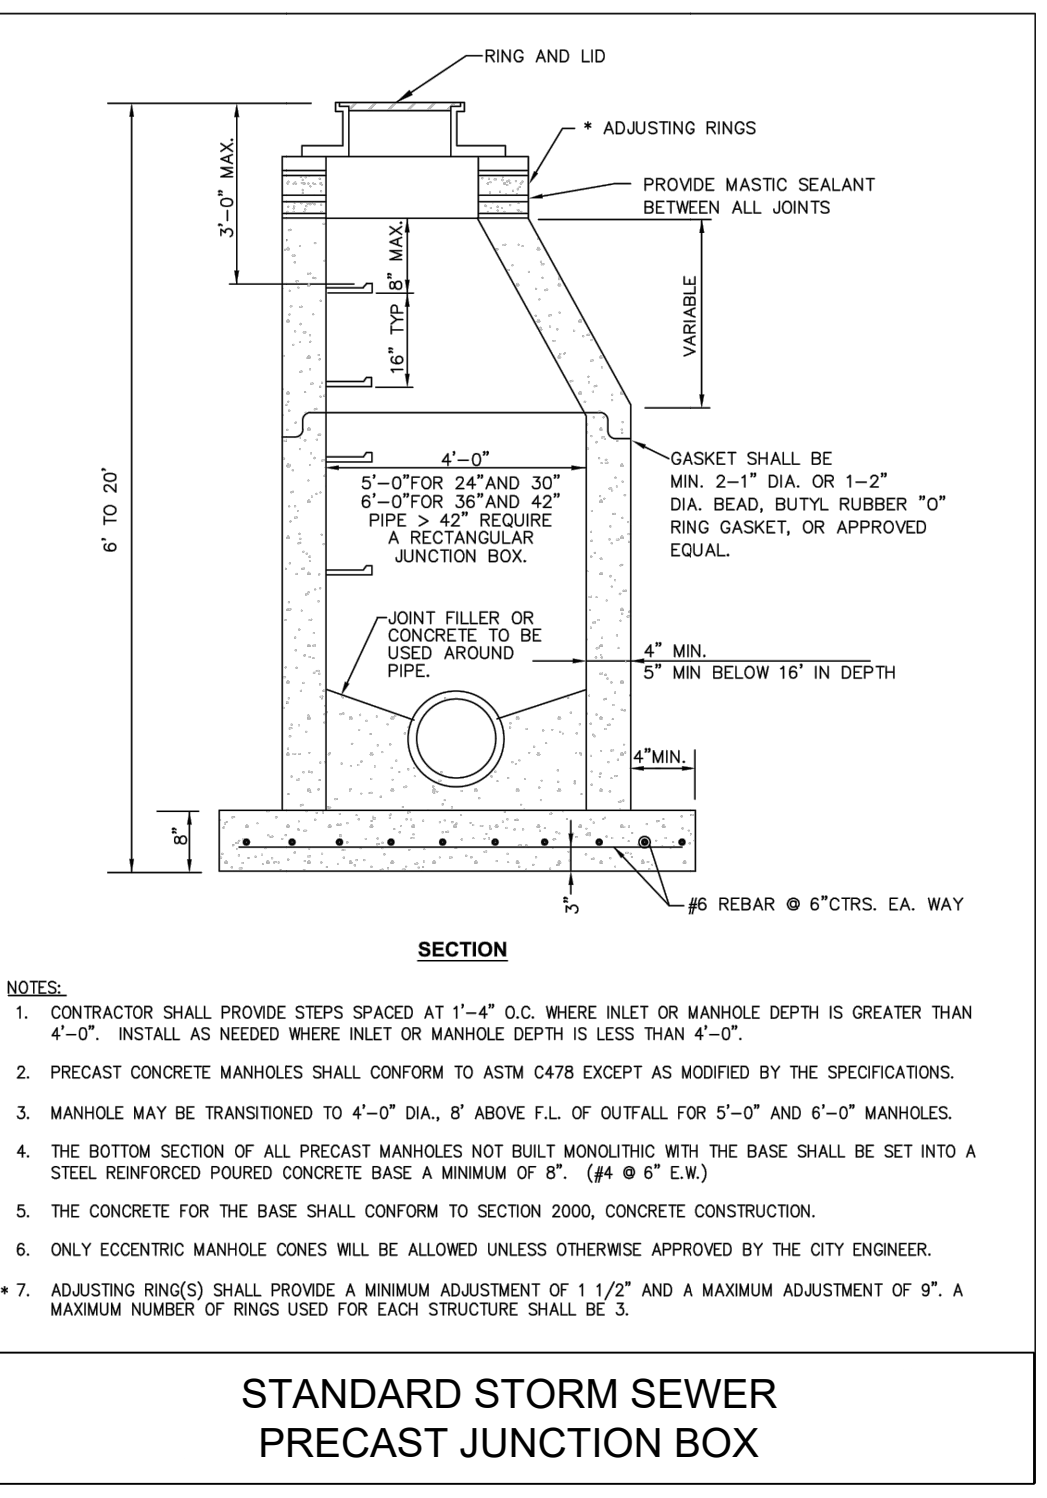 RING AND LID
* ADJUSTING RINGS
PROVIDE MASTIC SEALANT
BETWEEN ALL JOINTS
3'-0" MAX.
8" MAX.
16" TYP
VARIABLE
6' TO 20'
4'-0"
5'-0"FOR 24"AND 30"
6'-0"FOR 36"AND 42"
PIPE > 42" REQUIRE
A RECTANGULAR
JUNCTION BOX.
GASKET SHALL BE
MIN. 2-1" DIA. OR 1-2"
DIA. BEAD, BUTYL RUBBER "O"
RING GASKET, OR APPROVED
EQUAL.
JOINT FILLER OR
CONCRETE TO BE
USED AROUND
PIPE.
4" MIN.
5" MIN BELOW 16' IN DEPTH
4"MIN.
8"
3"
#6 REBAR @ 6"CTRS. EA. WAY
SECTION
NOTES:
1. CONTRACTOR SHALL PROVIDE STEPS SPACED AT 1'-4" O.C. WHERE INLET OR MANHOLE DEPTH IS GREATER THAN
4'-0". INSTALL AS NEEDED WHERE INLET OR MANHOLE DEPTH IS LESS THAN 4'-0".
2. PRECAST CONCRETE MANHOLES SHALL CONFORM TO ASTM C478 EXCEPT AS MODIFIED BY THE SPECIFICATIONS.
3. MANHOLE MAY BE TRANSITIONED TO 4'-0" DIA., 8' ABOVE F.L. OF OUTFALL FOR 5'-0" AND 6'-0" MANHOLES.
4. THE BOTTOM SECTION OF ALL PRECAST MANHOLES NOT BUILT MONOLITHIC WITH THE BASE SHALL BE SET INTO A
STEEL REINFORCED POURED CONCRETE BASE A MINIMUM OF 8". (#4 @ 6" E.W.)
5. THE CONCRETE FOR THE BASE SHALL CONFORM TO SECTION 2000, CONCRETE CONSTRUCTION.
6. ONLY ECCENTRIC MANHOLE CONES WILL BE ALLOWED UNLESS OTHERWISE APPROVED BY THE CITY ENGINEER.
* 7. ADJUSTING RING(S) SHALL PROVIDE A MINIMUM ADJUSTMENT OF 1 1/2" AND A MAXIMUM ADJUSTMENT OF 9". A
MAXIMUM NUMBER OF RINGS USED FOR EACH STRUCTURE SHALL BE 3.
STANDARD STORM SEWER
PRECAST JUNCTION BOX